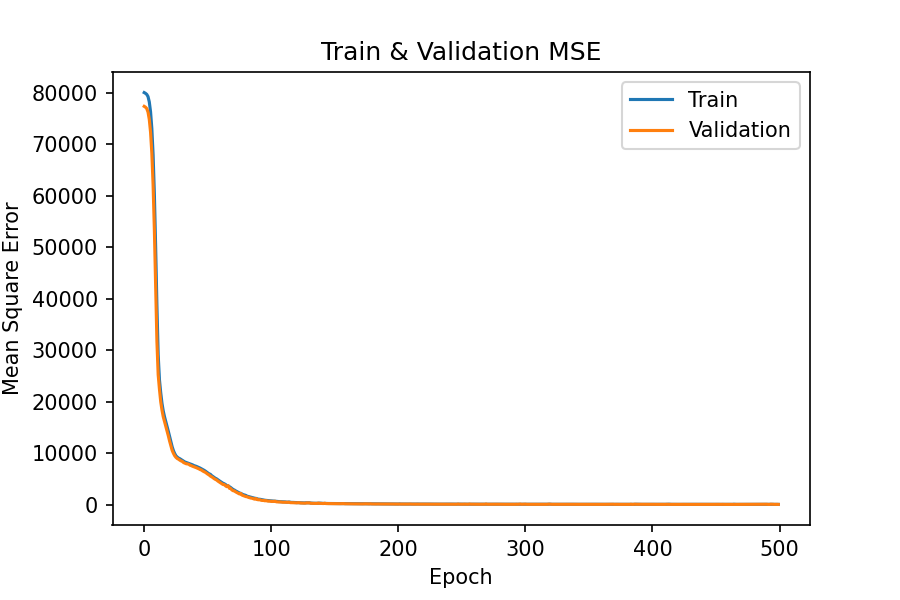 Train & Validation MSE
Mean Square Error
80000
70000
60000
50000
40000
30000
20000
10000
0
Train
Validation
0 100 200 300 400 500
Epoch